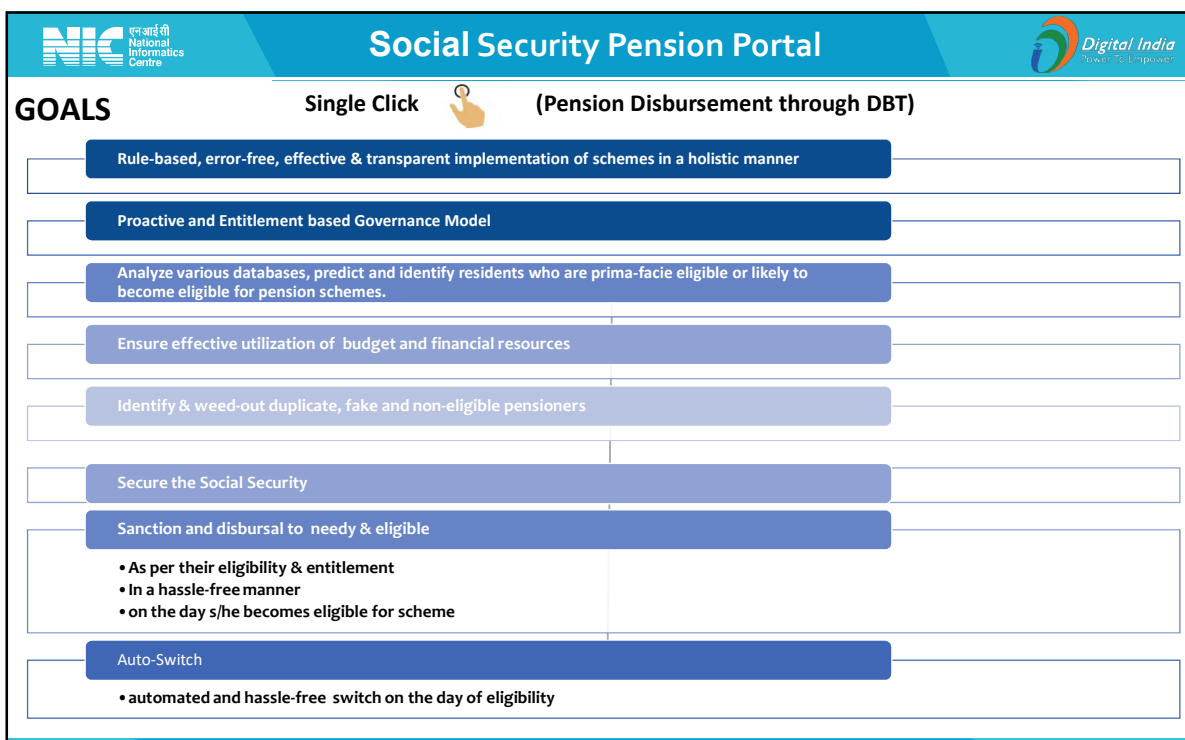 NIC
एन आई सी
National
Informatics
Centre
Social Security Pension Portal
Digital India
Power To Empower
GOALS
Single Click (Pension Disbursement through DBT)
Rule-based, error-free, effective & transparent implementation of schemes in a holistic manner
Proactive and Entitlement based Governance Model
Analyze various databases, predict and identify residents who are prima-facie eligible or likely to
become eligible for pension schemes.
Ensure effective utilization of budget and financial resources
Identify & weed-out duplicate, fake and non-eligible pensioners
Secure the Social Security
Sanction and disbursal to needy & eligible
• As per their eligibility & entitlement
• In a hassle-free manner
• on the day s/he becomes eligible for scheme
Auto-Switch
• automated and hassle-free switch on the day of eligibility